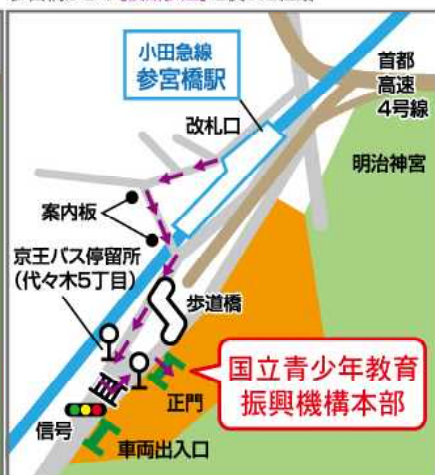 小田急線
参宮橋駅
改札口
首都
高速
4号線
明治神宮
案内板
京王バス停留所
(代々木5丁目)
歩道橋
国立青少年教育
振興機構本部
正門
信号
車両出入口